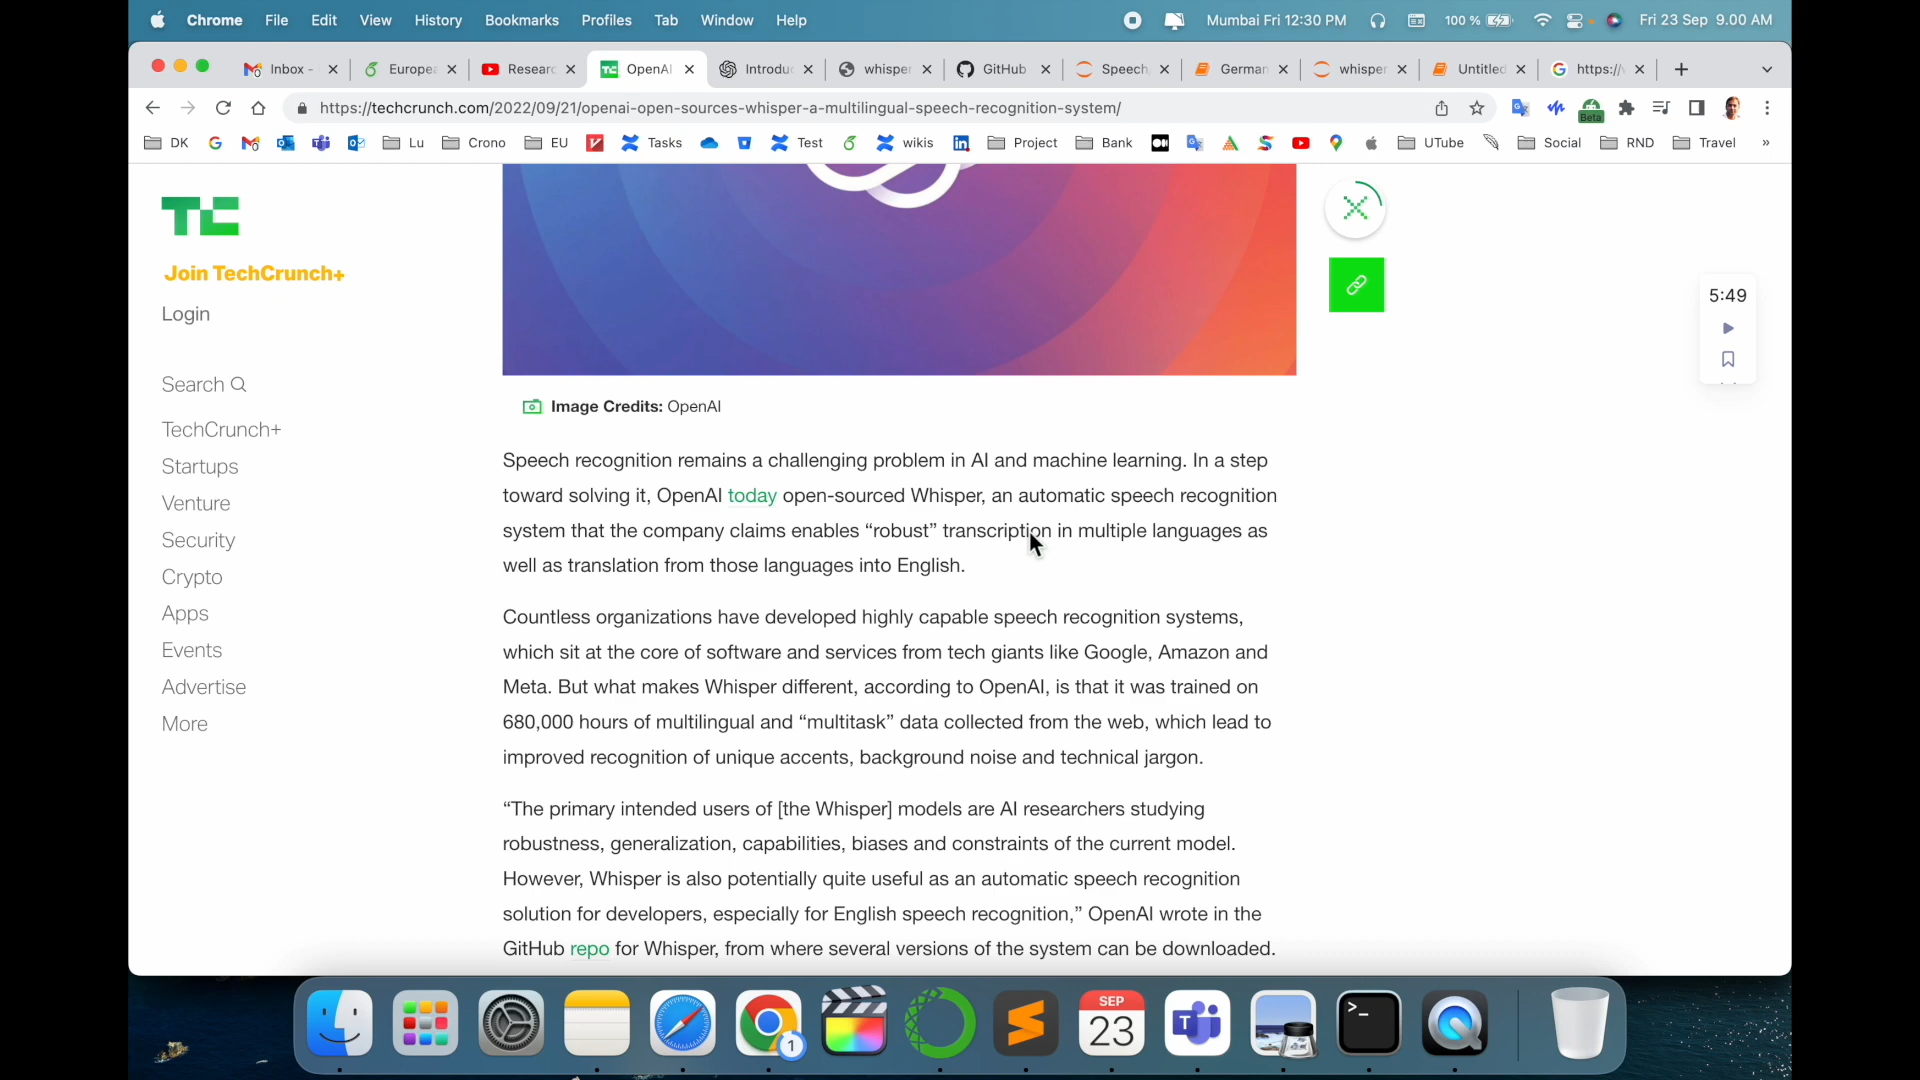 Chrome File Edit View History Bookmarks Profiles Tab Window Help Mumbai Fri 12:30 PM 100 % Fri 23 Sep 9.00 AM
Inbox - Europea Researc OpenAI Introduc whisper GitHub Speech German whisper Untitled https://
https://techcrunch.com/2022/09/21/openai-open-sources-whisper-a-multilingual-speech-recognition-system/
Beta
DK Lu Crono EU Tasks Test wikis Project Bank UTube Social RND Travel »
TC
Join TechCrunch+
Login
Search
TechCrunch+
Startups
Venture
Security
Crypto
Apps
Events
Advertise
More
5:49
Image Credits: OpenAI
Speech recognition remains a challenging problem in AI and machine learning. In a step
toward solving it, OpenAI today open-sourced Whisper, an automatic speech recognition
system that the company claims enables “robust” transcription in multiple languages as
well as translation from those languages into English.
Countless organizations have developed highly capable speech recognition systems,
which sit at the core of software and services from tech giants like Google, Amazon and
Meta. But what makes Whisper different, according to OpenAI, is that it was trained on
680,000 hours of multilingual and “multitask” data collected from the web, which lead to
improved recognition of unique accents, background noise and technical jargon.
“The primary intended users of [the Whisper] models are AI researchers studying
robustness, generalization, capabilities, biases and constraints of the current model.
However, Whisper is also potentially quite useful as an automatic speech recognition
solution for developers, especially for English speech recognition,” OpenAI wrote in the
GitHub repo for Whisper, from where several versions of the system can be downloaded.
1
SEP
23
T
>_